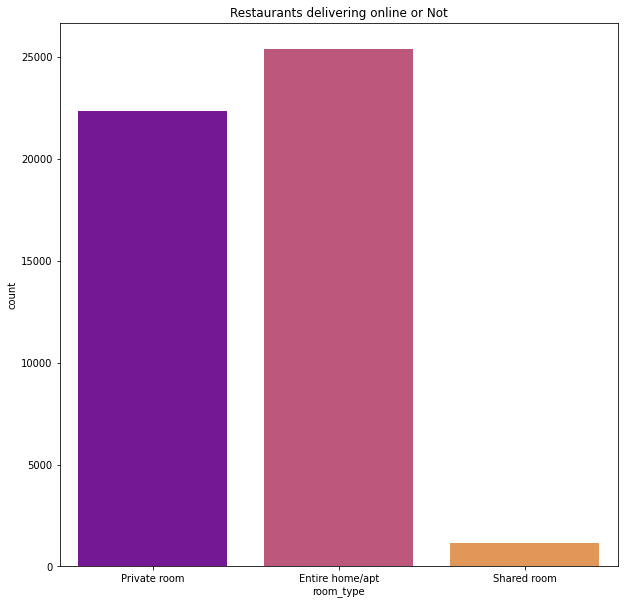 Restaurants delivering online or Not
25000
20000
15000
10000
5000
0
count
Private room Entire home/apt Shared room
room_type